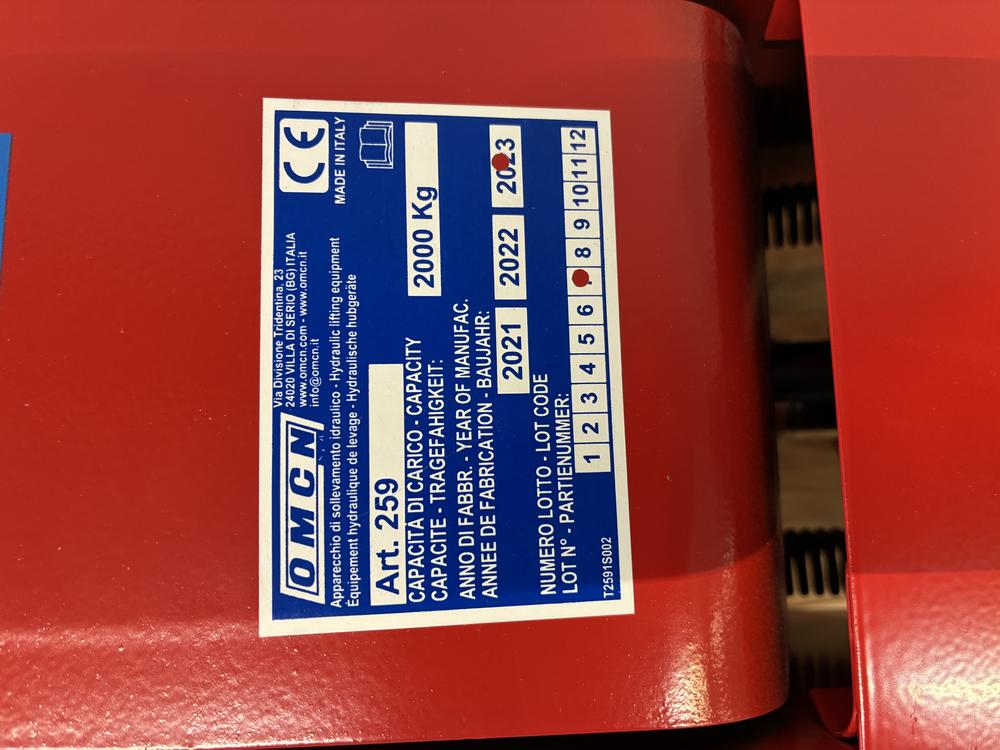 OMCN
Via Divisione Tridentina, 23
24020 VILLA DI SERIO (BG) ITALIA
www.omcn.com - www.omcn.it
info@omcn.it
CE
MADE IN ITALY
Apparecchio di sollevamento idraulico - Hydraulic lifting equipment
Équipement hydraulique de levage - Hydraulische hubgeräte
Art. 259
CAPACITÀ DI CARICO - CAPACITY
CAPACITE - TRAGEFAHIGKEIT:
2000 Kg
ANNO DI FABBR. - YEAR OF MANUFAC.
ANNEE DE FABRICATION - BAUJAHR:
2021 2022 2023
NUMERO LOTTO - LOT CODE
LOT N° - PARTIENUMMER:
1 2 3 4 5 6 8 9 10 11 12
T2591S002